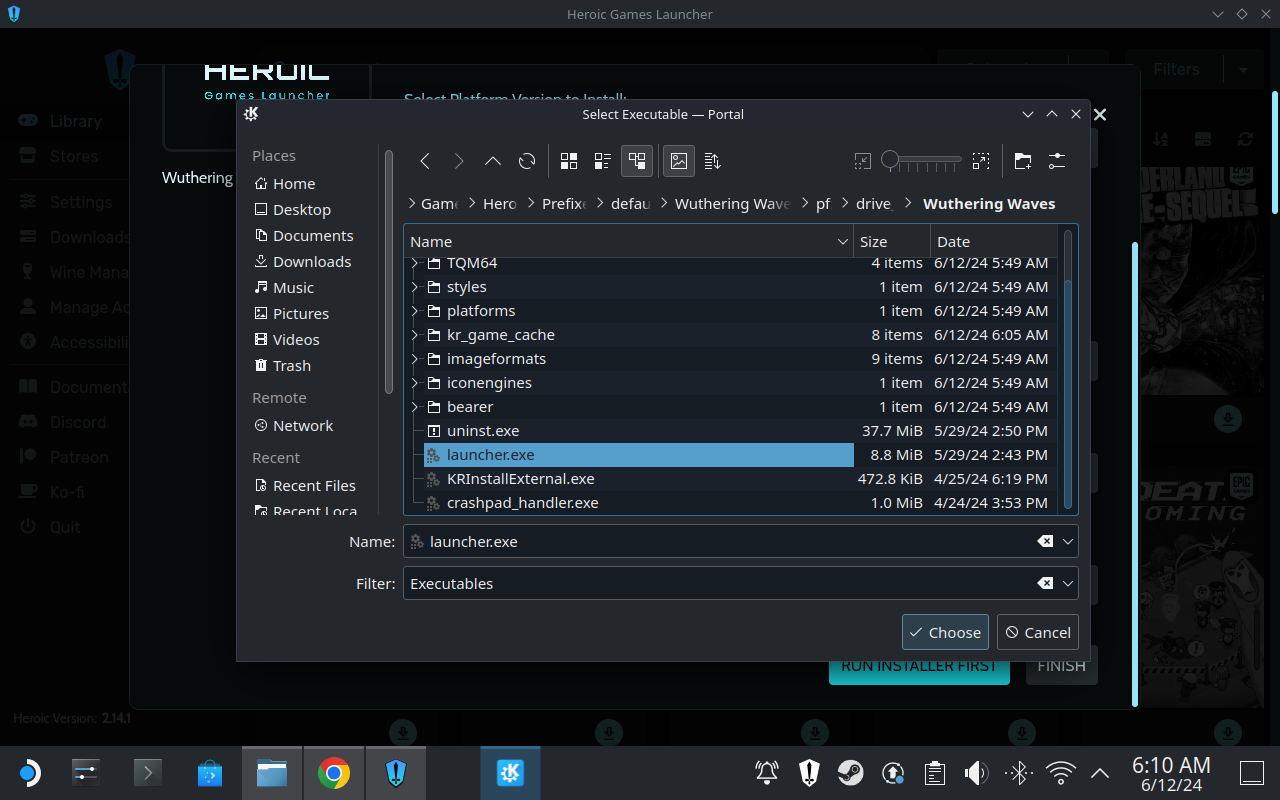 Heroic Games Launcher
HEROIC
Games Launcher
Filters
Select Platform Version to Install:
Library
Stores
Settings
Downloads
Wine Mana
Manage Ac
Accessibili
Document
Discord
Patreon
Ko-fi
Quit
Heroic Version: 2.14.1
Wuthering
Select Executable — Portal
Places
Home
Desktop
Documents
Downloads
Music
Pictures
Videos
Trash
Remote
Network
Recent
Recent Files
Recent Loca
Game Hero Prefixe defau Wuthering Wave pf drive_ Wuthering Waves
Name Size Date
TQM64 4 items 6/12/24 5:49 AM
styles 1 item 6/12/24 5:49 AM
platforms 1 item 6/12/24 5:49 AM
kr_game_cache 8 items 6/12/24 6:05 AM
imageformats 9 items 6/12/24 5:49 AM
iconengines 1 item 6/12/24 5:49 AM
bearer 1 item 6/12/24 5:49 AM
uninst.exe 37.7 MiB 5/29/24 2:50 PM
launcher.exe 8.8 MiB 5/29/24 2:43 PM
KRInstallExternal.exe 472.8 KiB 4/25/24 6:19 PM
crashpad_handler.exe 1.0 MiB 4/24/24 3:53 PM
Name: launcher.exe
Filter: Executables
Choose Cancel
RUN INSTALLER FIRST FINISH
EPIC GAMES
EPIC GAMES
6:10 AM
6/12/24